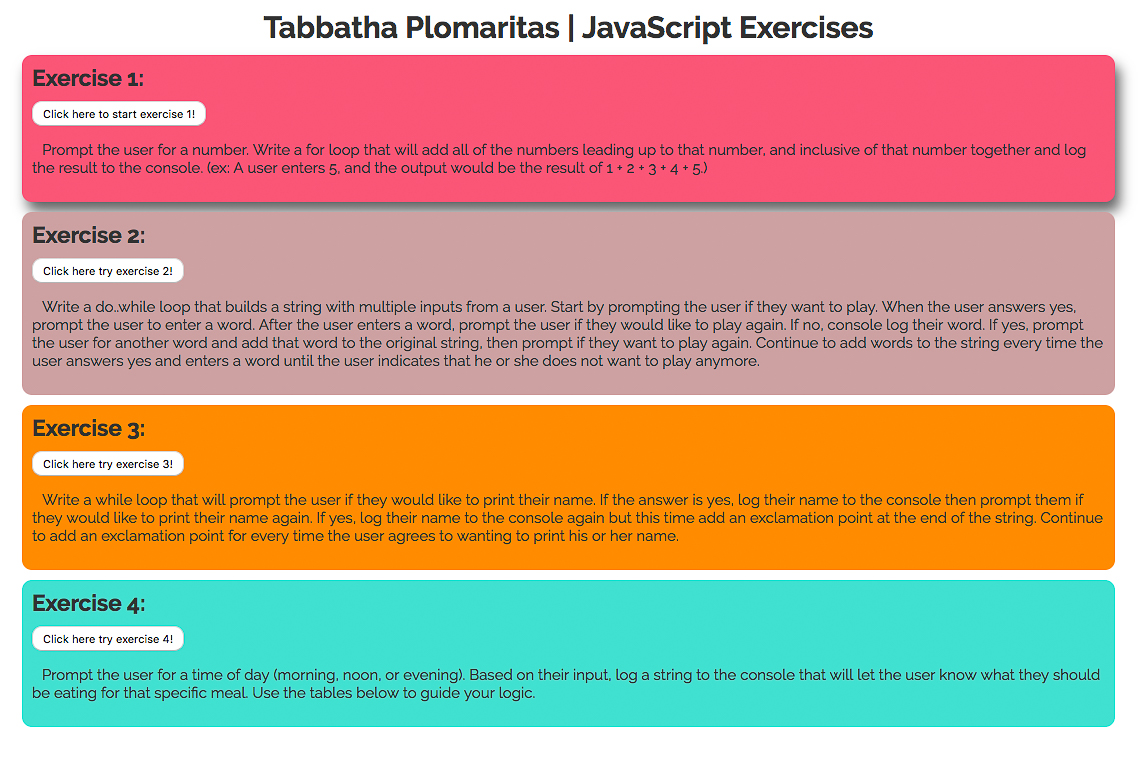 Tabbatha Plomaritas | JavaScript Exercises
Exercise 1:
Click here to start exercise 1!
Prompt the user for a number. Write a for loop that will add all of the numbers leading up to that number, and inclusive of that number together and log
the result to the console. (ex: A user enters 5, and the output would be the result of 1 + 2 + 3 + 4 + 5.)
Exercise 2:
Click here try exercise 2!
Write a do..while loop that builds a string with multiple inputs from a user. Start by prompting the user if they want to play. When the user answers yes,
prompt the user to enter a word. After the user enters a word, prompt the user if they would like to play again. If no, console log their word. If yes, prompt
the user for another word and add that word to the original string, then prompt if they want to play again. Continue to add words to the string every time the
user answers yes and enters a word until the user indicates that he or she does not want to play anymore.
Exercise 3:
Click here try exercise 3!
Write a while loop that will prompt the user if they would like to print their name. If the answer is yes, log their name to the console then prompt them if
they would like to print their name again. If yes, log their name to the console again but this time add an exclamation point at the end of the string. Continue
to add an exclamation point for every time the user agrees to wanting to print his or her name.
Exercise 4:
Click here try exercise 4!
Prompt the user for a time of day (morning, noon, or evening). Based on their input, log a string to the console that will let the user know what they should
be eating for that specific meal. Use the tables below to guide your logic.